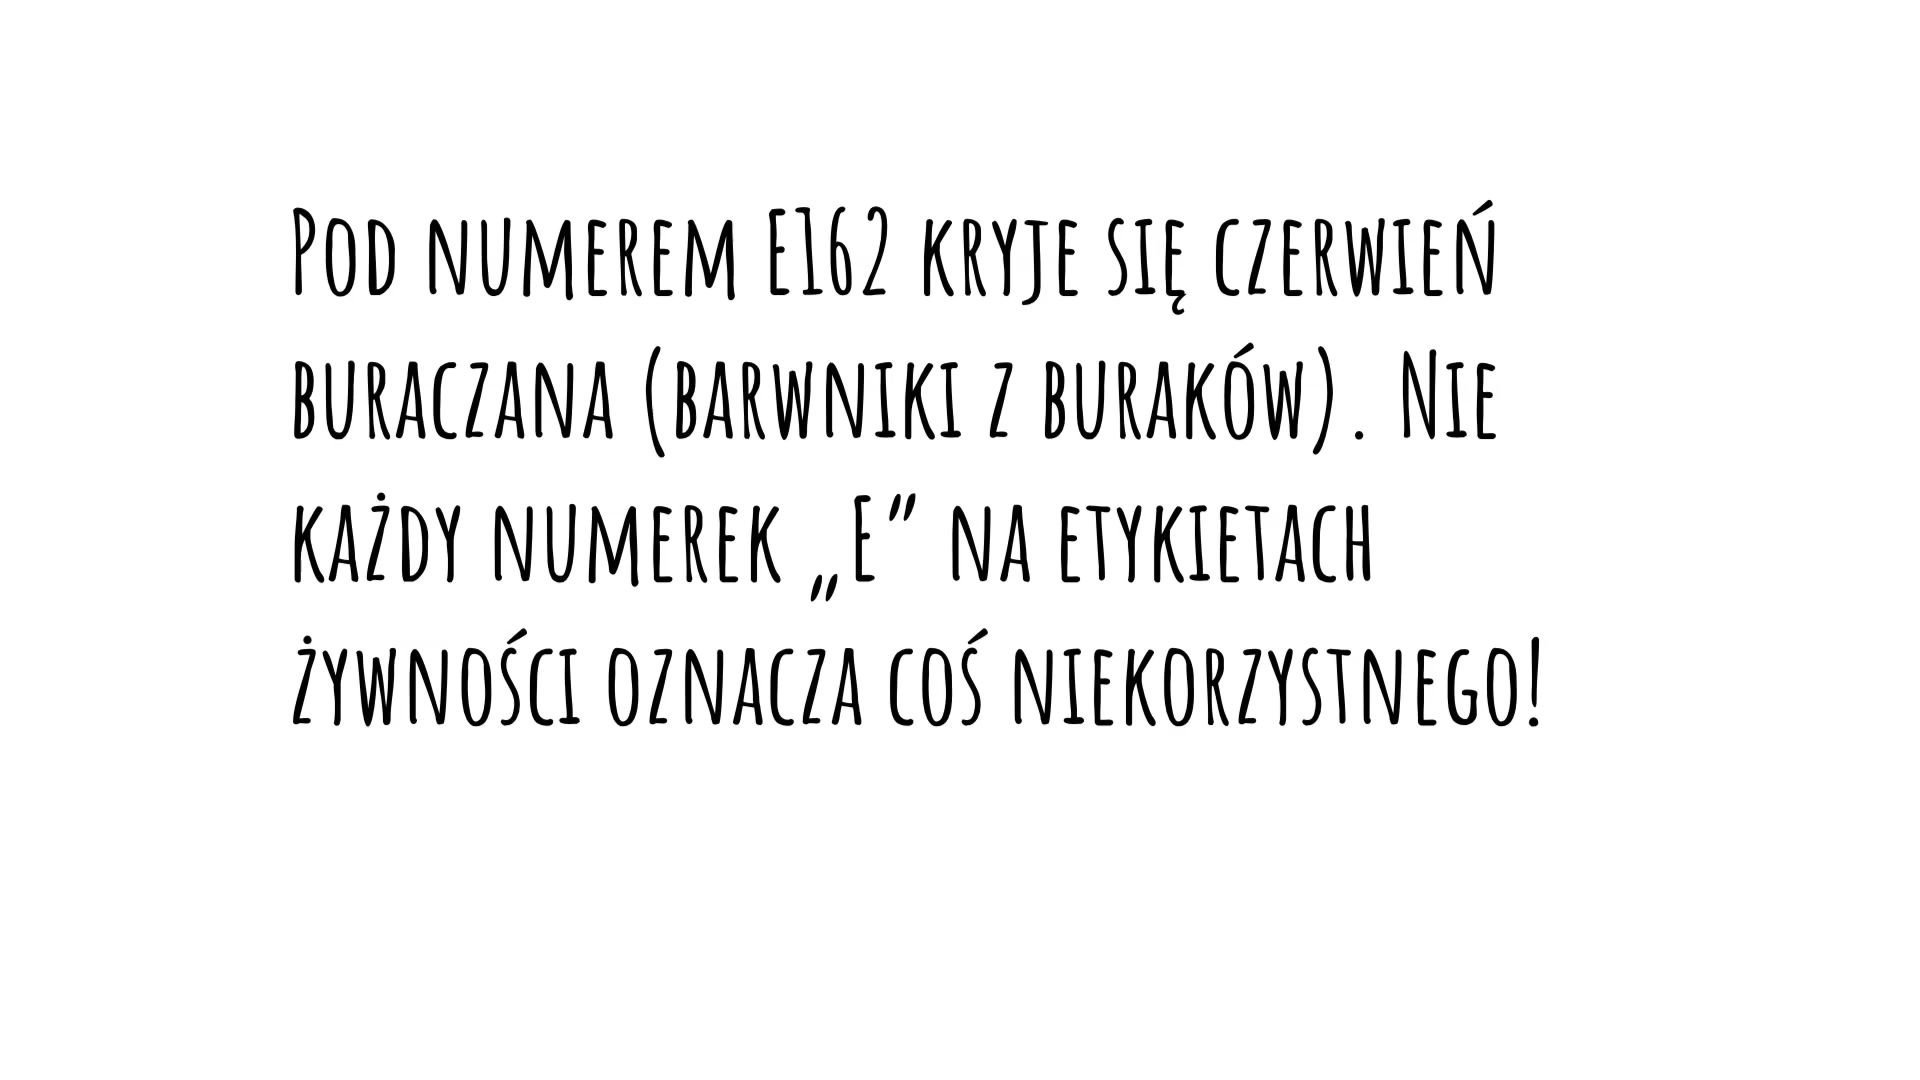 Pod numerem E162 kryje się czerwień
buraczana (barwniki z buraków). Nie
każdy numerek „E” na etykietach
żywności oznacza coś niekorzystnego!